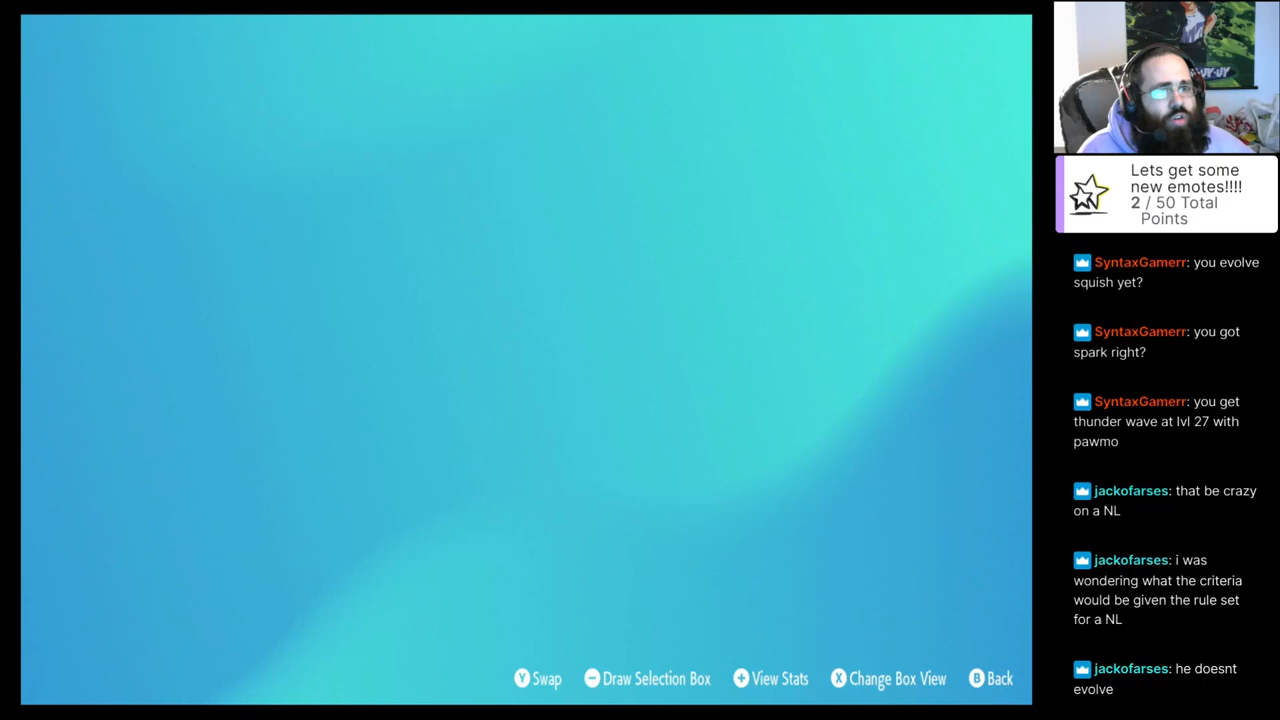 Lets get some
new emotes!!!!
2 / 50 Total
Points
SyntaxGamerr: you evolve
squish yet?
SyntaxGamerr: you got
spark right?
SyntaxGamerr: you get
thunder wave at lvl 27 with
pawmo
jackofarses: that be crazy
on a NL
jackofarses: i was
wondering what the criteria
would be given the rule set
for a NL
jackofarses: he doesnt
evolve
Y Swap − Draw Selection Box + View Stats X Change Box View B Back